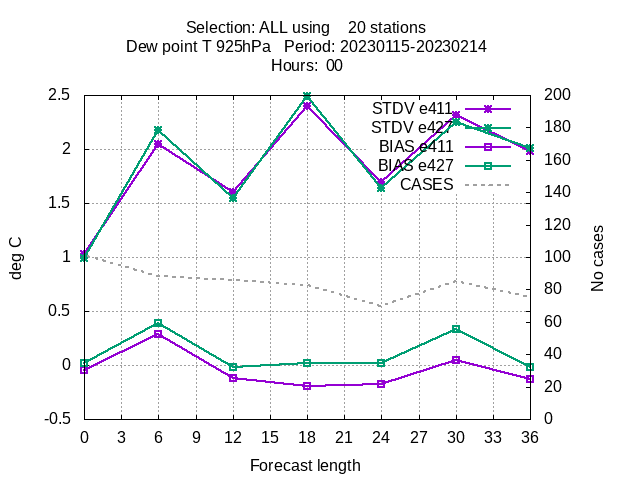 Selection: ALL using 20 stations
Dew point T 925hPa Period: 20230115-20230214
Hours: 00
STDV e411
STDV e427
BIAS e411
BIAS e427
CASES
2.5
2
1.5
1
0.5
0
-0.5
200
180
160
140
120
100
80
60
40
20
0
deg C
No cases
0 3 6 9 12 15 18 21 24 27 30 33 36
Forecast length